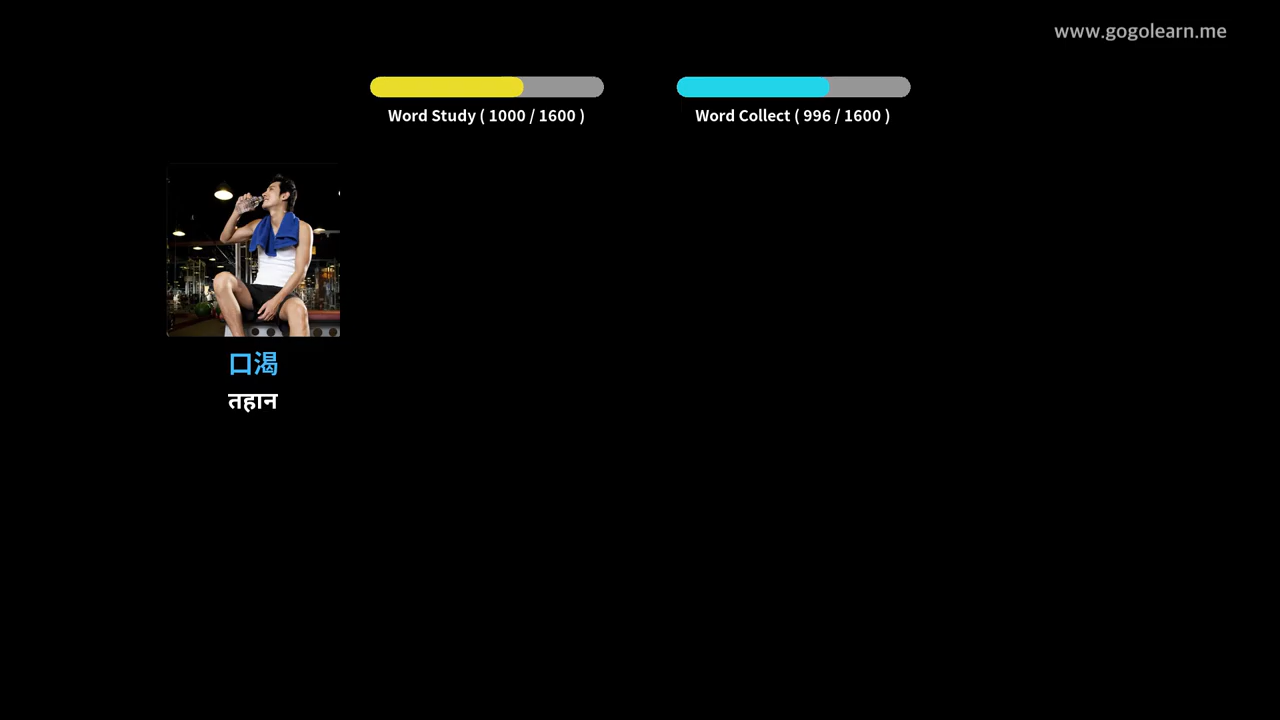 www.gogolearn.me
Word Study ( 1000 / 1600 )
Word Collect ( 996 / 1600 )
口渴
तहान